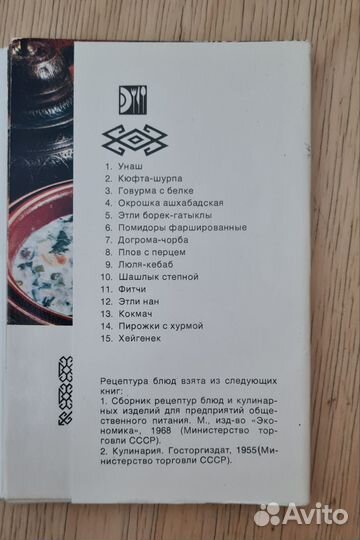 1. Унаш
2. Кюфта-шурпа
3. Говурма с белке
4. Окрошка ашхабадская
5. Этли борек-гатыклы
6. Помидоры фаршированные
7. Догрома-чорба
8. Плов с перцем
9. Люля-кебаб
10. Шашлык степной
11. Фитчи
12. Этли нан
13. Кокмач
14. Пирожки с хурмой
15. Хейгенек
Рецептура блюд взята из следующих
книг:
1. Сборник рецептур блюд и кулинар-
ных изделий для предприятий общест-
венного питания. М., изд-во «Эко-
номика», 1968 (Министерство тор-
говли СССР).
2. Кулинария. Госторгиздат, 1955(Ми-
нистерство торговли СССР).
Avito